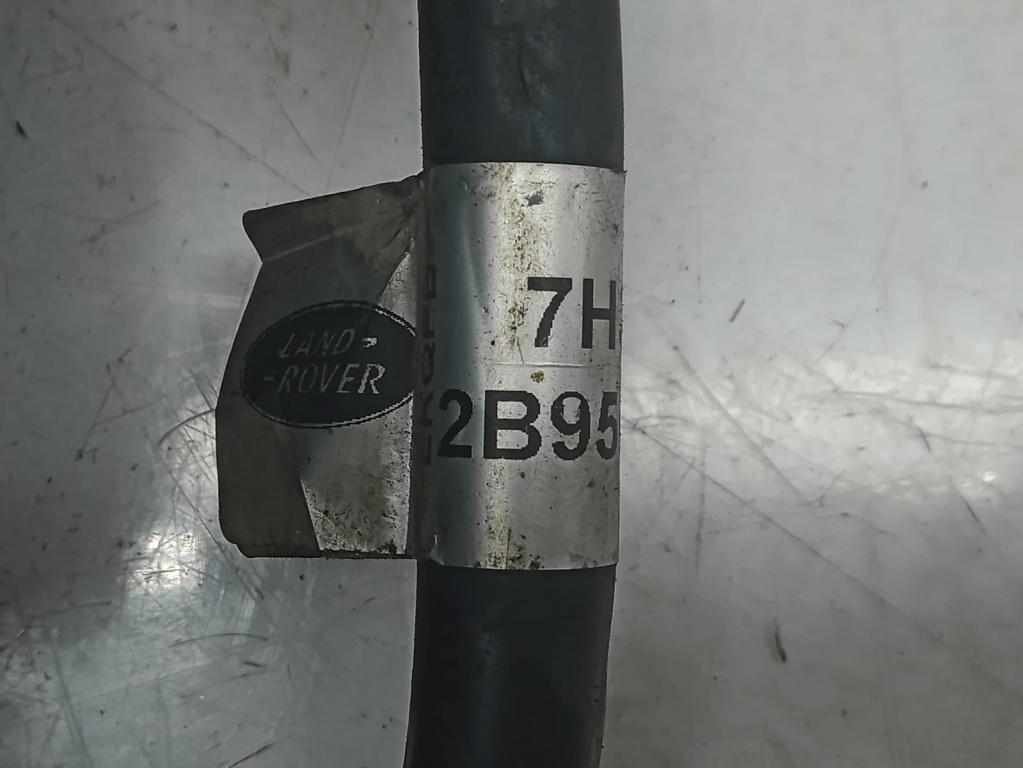 LAND-
-ROVER
7H
2B95